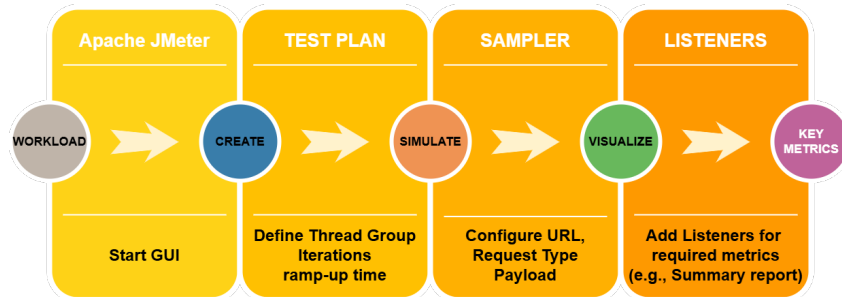 Apache JMeter
TEST PLAN
SAMPLER
LISTENERS
WORKLOAD
CREATE
SIMULATE
VISUALIZE
KEY
METRICS
Start GUI
Define Thread Group
Iterations
ramp-up time
Configure URL,
Request Type
Payload
Add Listeners for
required metrics
(e.g., Summary report)